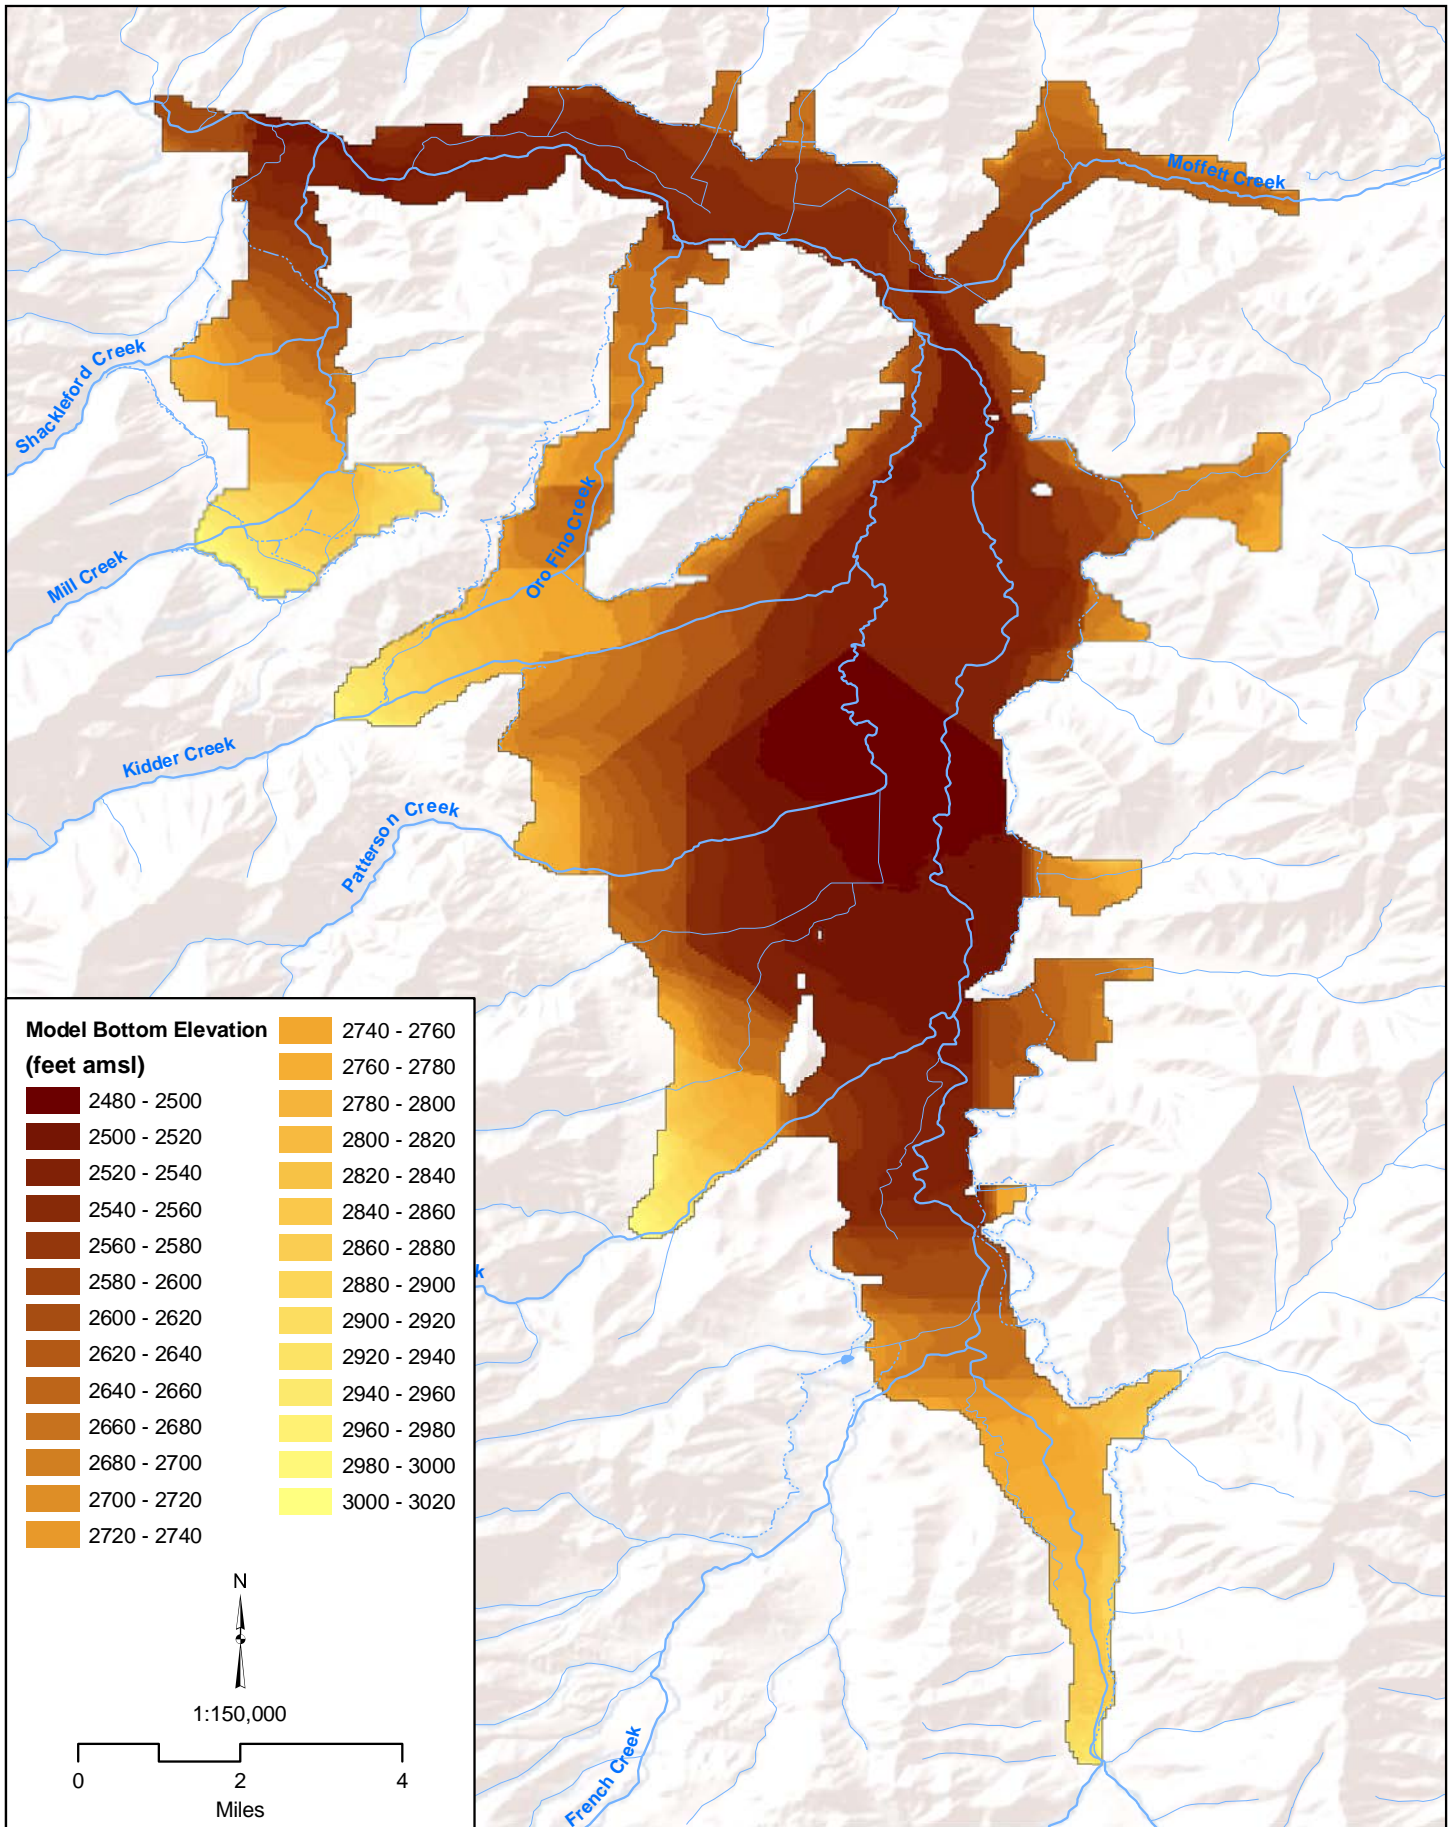 Moffett Creek
Shackleford Creek
Mill Creek
Oro Fino Creek
Kidder Creek
Patterson Creek
k
French Creek
Model Bottom Elevation
(feet amsl)
2480 - 2500
2500 - 2520
2520 - 2540
2540 - 2560
2560 - 2580
2580 - 2600
2600 - 2620
2620 - 2640
2640 - 2660
2660 - 2680
2680 - 2700
2700 - 2720
2720 - 2740
2740 - 2760
2760 - 2780
2780 - 2800
2800 - 2820
2820 - 2840
2840 - 2860
2860 - 2880
2880 - 2900
2900 - 2920
2920 - 2940
2940 - 2960
2960 - 2980
2980 - 3000
3000 - 3020
N
1:150,000
0 2 4
Miles